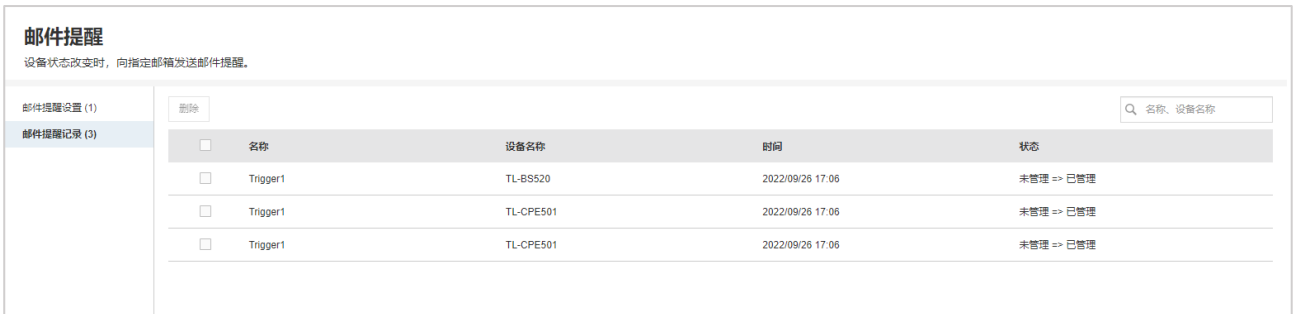 邮件提醒
设备状态改变时，向指定邮箱发送邮件提醒。
邮件提醒设置 (1)
邮件提醒记录 (3)
删除
名称、设备名称
名称 设备名称 时间 状态
Trigger1 TL-BS520 2022/09/26 17:06 未管理 => 已管理
Trigger1 TL-CPE501 2022/09/26 17:06 未管理 => 已管理
Trigger1 TL-CPE501 2022/09/26 17:06 未管理 => 已管理